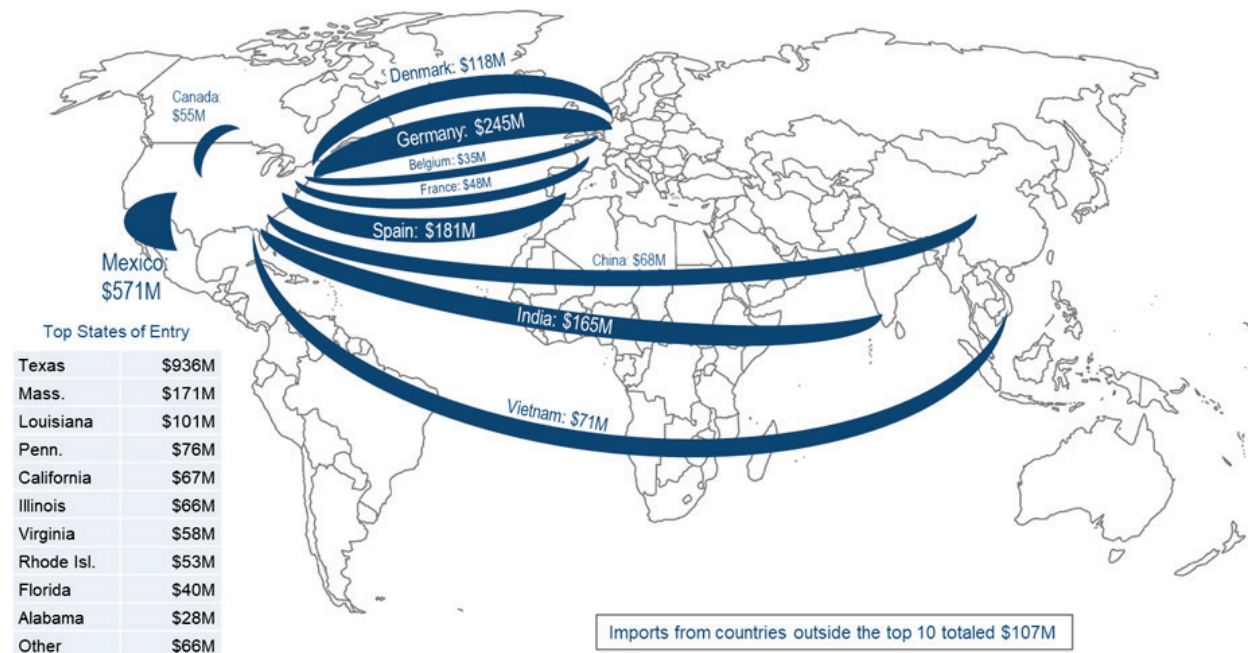 Denmark: $118M
Canada:
$55M
Germany: $245M
Belgium: $35M
France: $48M
Spain: $181M
China: $68M
Mexico:
$571M
India: $165M
Vietnam: $71M
Top States of Entry
Texas $936M
Mass. $171M
Louisiana $101M
Penn. $76M
California $67M
Illinois $66M
Virginia $58M
Rhode Isl. $53M
Florida $40M
Alabama $28M
Other $66M
Imports from countries outside the top 10 totaled $107M